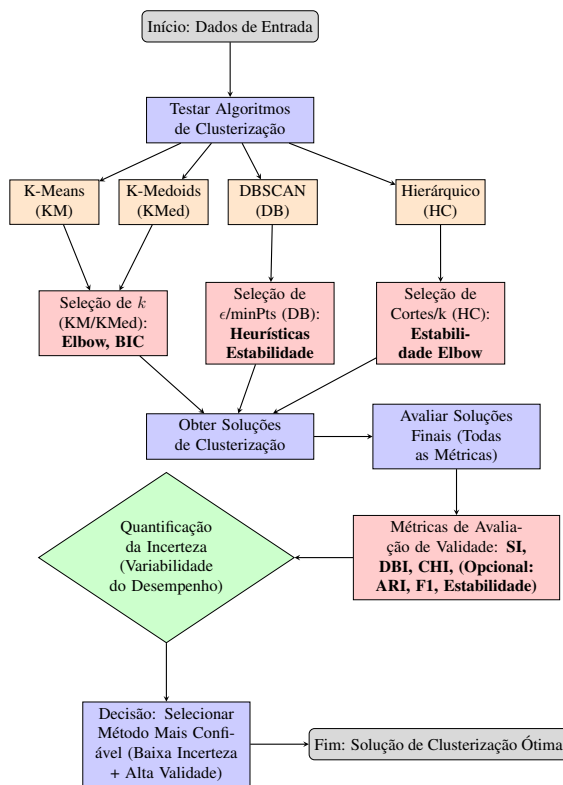 Início: Dados de Entrada
Testar Algoritmos
de Clusterização
K-Means
(KM)
K-Medoids
(KMed)
DBSCAN
(DB)
Hierárquico
(HC)
Seleção de k
(KM/KMed):
Elbow, BIC
Seleção de
ϵ/minPts (DB):
Heurísticas
Estabilidade
Seleção de
Cortes/k (HC):
Estabili-
dade Elbow
Obter Soluções
de Clusterização
Avaliar Soluções
Finais (Todas
as Métricas)
Quantificação
da Incerteza
(Variabilidade
do Desempenho)
Métricas de Avalia-
ção de Validade: SI,
DBI, CHI, (Opcional:
ARI, F1, Estabilidade)
Decisão: Selecionar
Método Mais Confi-
ável (Baixa Incerteza
+ Alta Validade)
Fim: Solução de Clusterização Ótima